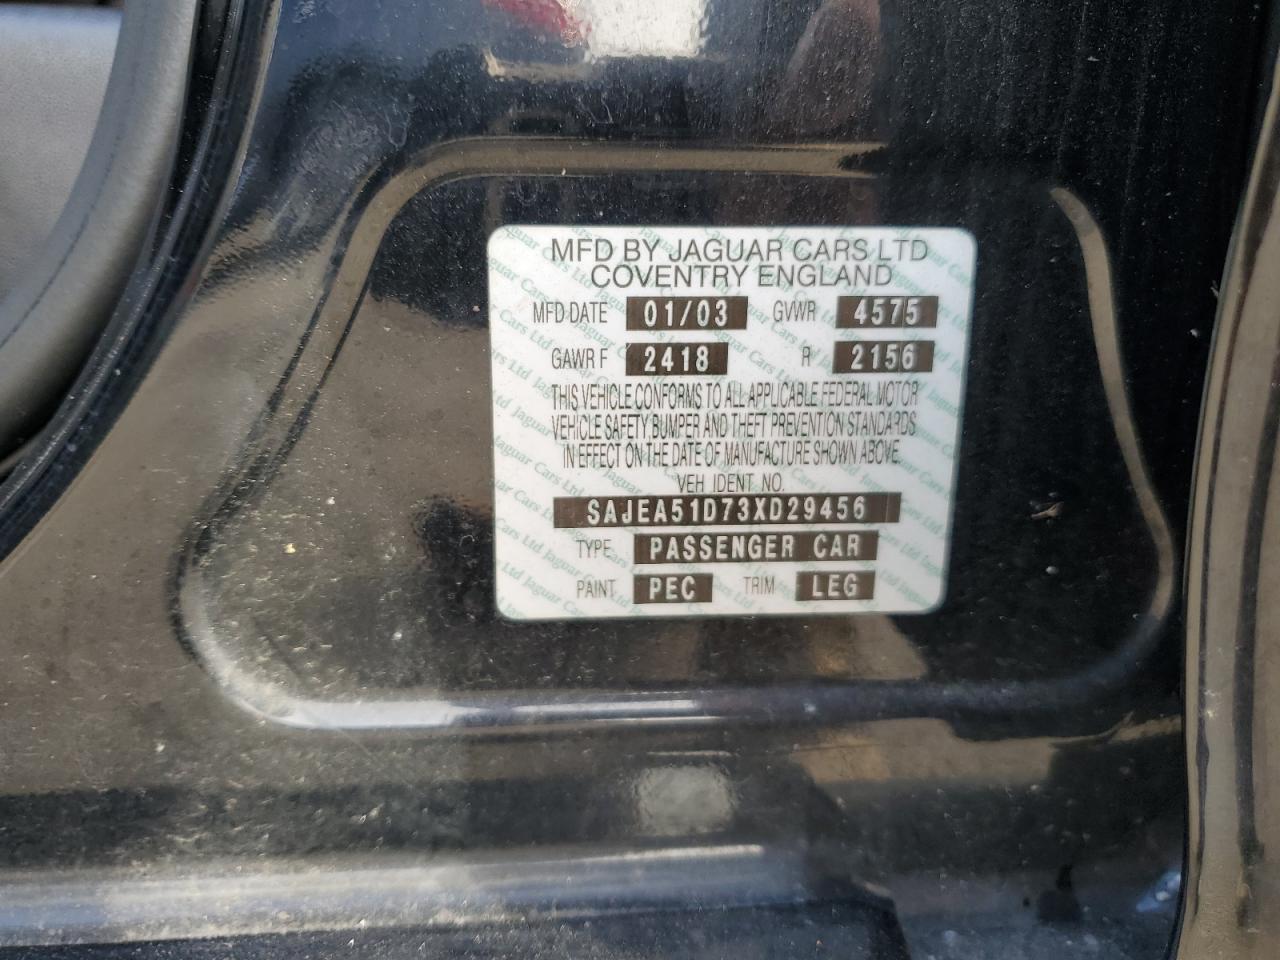 MFD BY JAGUAR CARS LTD
COVENTRY ENGLAND
MFD DATE 01/03 GVWR 4575
GAWR F 2418 R 2156
THIS VEHICLE CONFORMS TO ALL APPLICABLE FEDERAL MOTOR
VEHICLE SAFETY BUMPER AND THEFT PREVENTION STANDARDS
IN EFFECT ON THE DATE OF MANUFACTURE SHOWN ABOVE.
VEH IDENT NO.
SAJEA51D73XD29456
TYPE PASSENGER CAR
PAINT PEC TRIM LEG